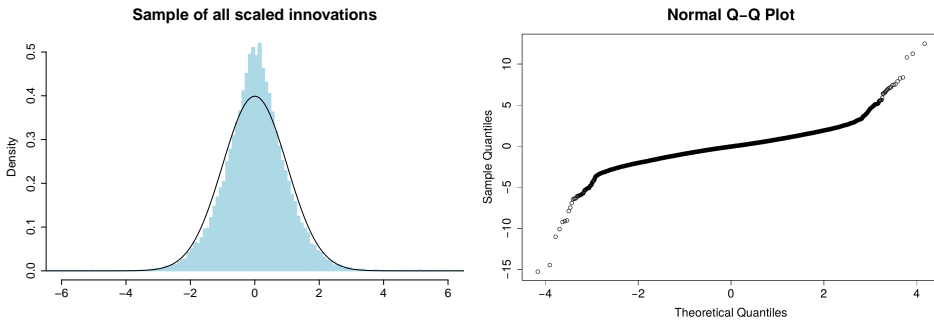 Sample of all scaled innovations
Density
0.0 0.1 0.2 0.3 0.4 0.5
−6 −4 −2 0 2 4 6
Normal Q−Q Plot
Sample Quantiles
−15 −10 −5 0 5 10
−4 −2 0 2 4
Theoretical Quantiles